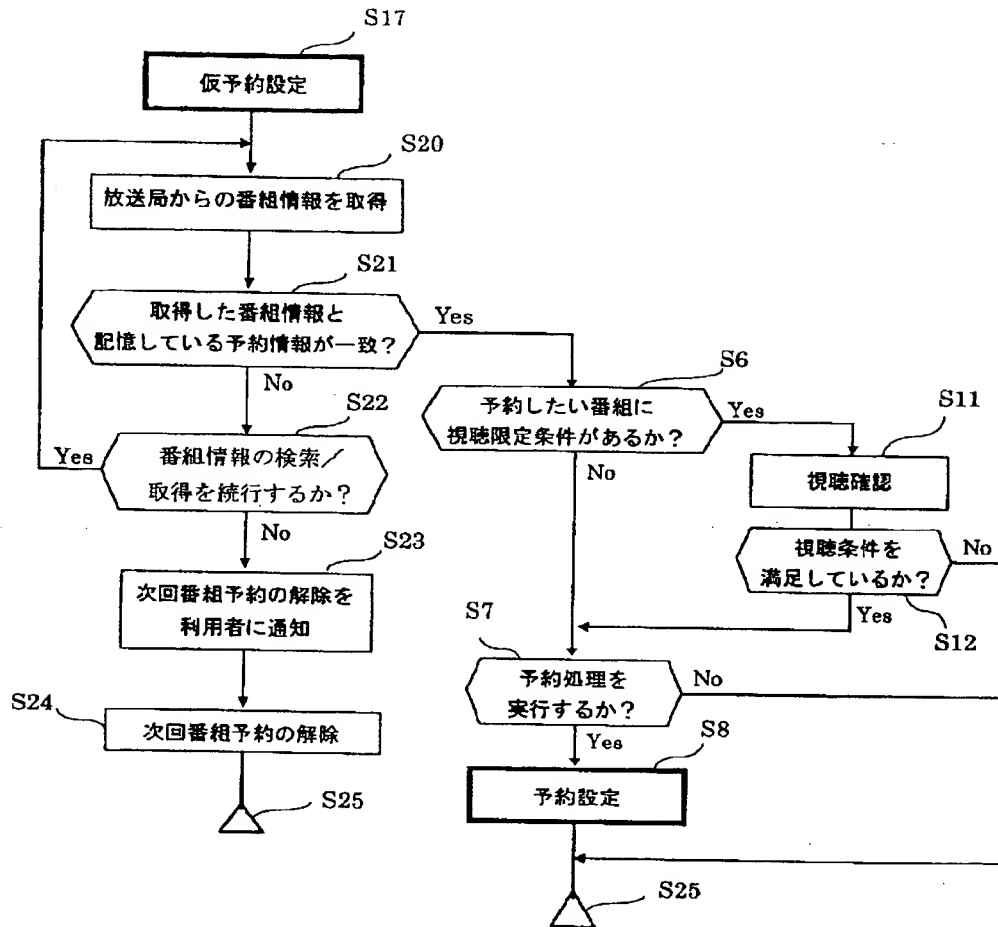 S17
仮予約設定
S20
放送局からの番組情報を取得
S21
取得した番組情報と
記憶している予約情報が一致?
Yes
No
S22
番組情報の検索/
取得を続行するか?
Yes
No
S23
次回番組予約の解除を
利用者に通知
S24
次回番組予約の解除
S25
S6
予約したい番組に
視聴限定条件があるか?
Yes
No
S11
視聴確認
視聴条件を
満足しているか?
No
Yes
S12
S7
予約処理を
実行するか?
No
Yes
S8
予約設定
S25